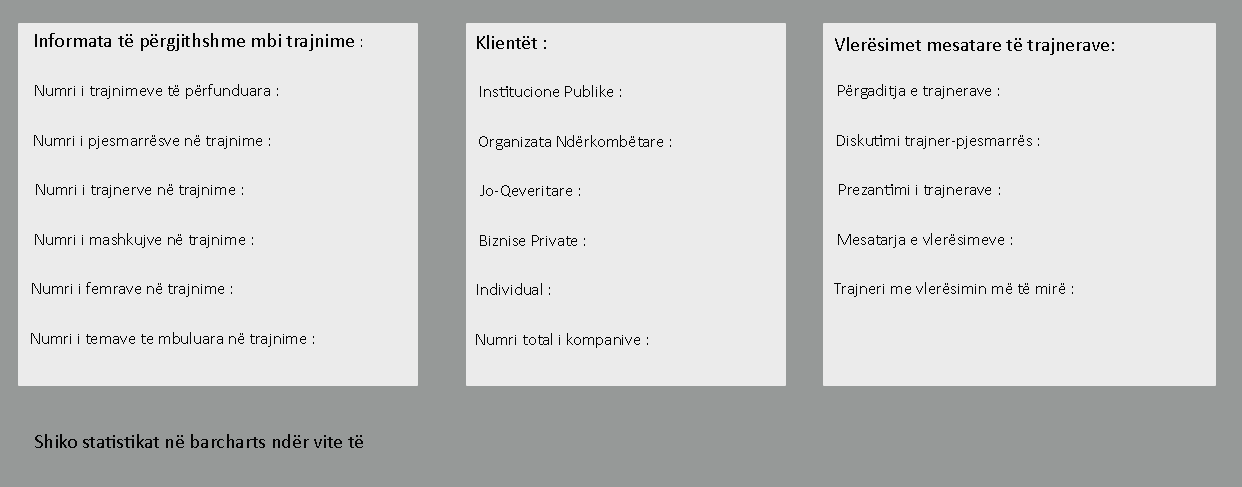 Informata të përgjithshme mbi trajnime :
Numri i trajnimeve të përfunduara :
Numri i pjesmarrësve në trajnime :
Numri i trajnerve në trajnime :
Numri i mashkujve në trajnime :
Numri i femrave në trajnime :
Numri i temave te mbuluara në trajnime :
Klientët :
Institucione Publike :
Organizata Ndërkombëtare :
Jo-Qeveritare :
Biznise Private :
Individual :
Numri total i kompanive :
Vlerësimet mesatare të trajnerave:
Përgaditja e trajnerave :
Diskutimi trajner-pjesmarrës :
Prezantimi i trajnerave :
Mesatarja e vlerësimeve :
Trajneri me vlerësimin më të mirë :
Shiko statistikat në barcharts ndër vite të